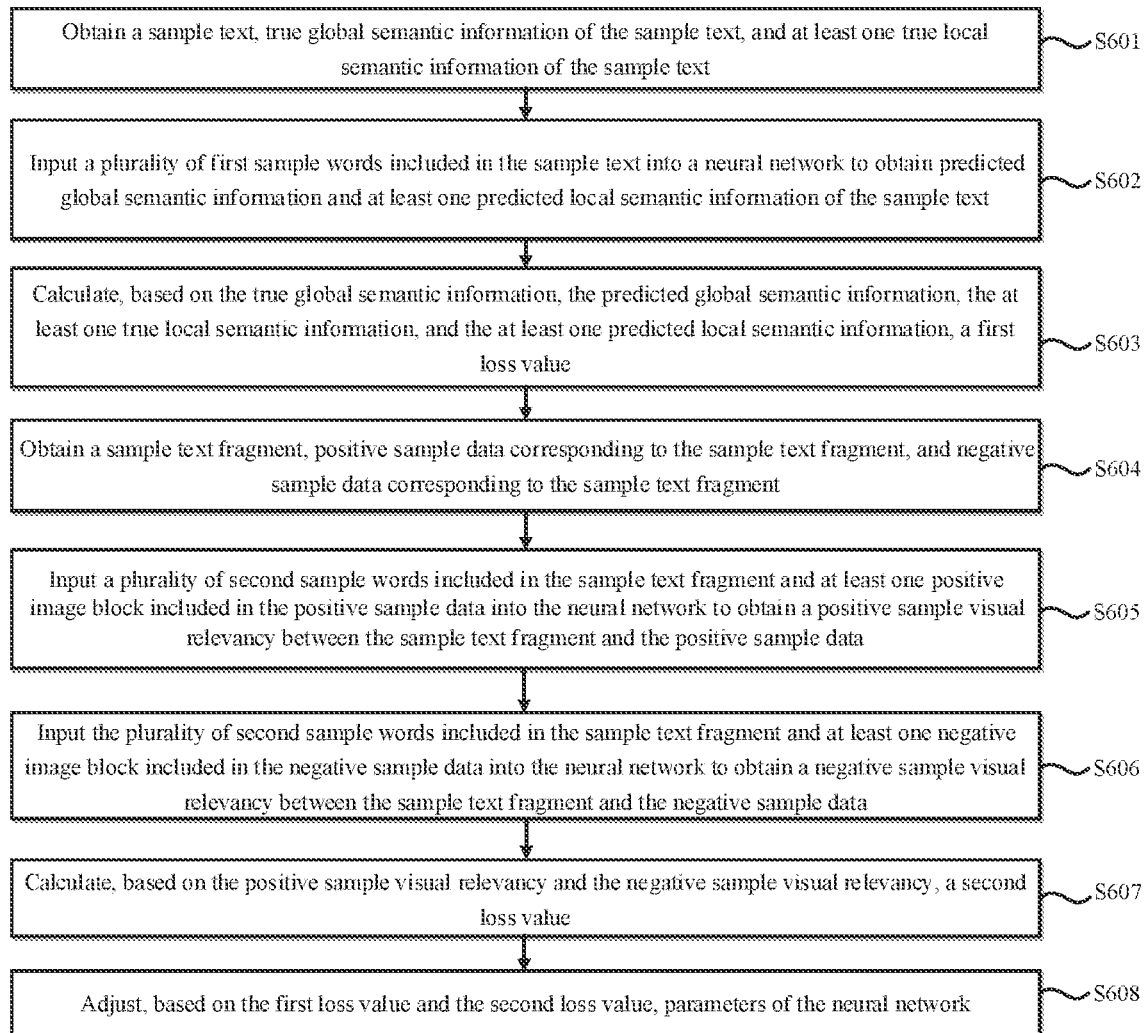 Obtain a sample text, true global semantic information of the sample text, and at least one true local
semantic information of the sample text
S601
Input a plurality of first sample words included in the sample text into a neural network to obtain predicted
global semantic information and at least one predicted local semantic information of the sample text
S602
Calculate, based on the true global semantic information, the predicted global semantic information, the at
least one true local semantic information, and the at least one predicted local semantic information, a first
loss value
S603
Obtain a sample text fragment, positive sample data corresponding to the sample text fragment, and negative
sample data corresponding to the sample text fragment
S604
Input a plurality of second sample words included in the sample text fragment and at least one positive
image block included in the positive sample data into the neural network to obtain a positive sample visual
relevancy between the sample text fragment and the positive sample data
S605
Input the plurality of second sample words included in the sample text fragment and at least one negative
image block included in the negative sample data into the neural network to obtain a negative sample visual
relevancy between the sample text fragment and the negative sample data
S606
Calculate, based on the positive sample visual relevancy and the negative sample visual relevancy, a second
loss value
S607
Adjust, based on the first loss value and the second loss value, parameters of the neural network
S608